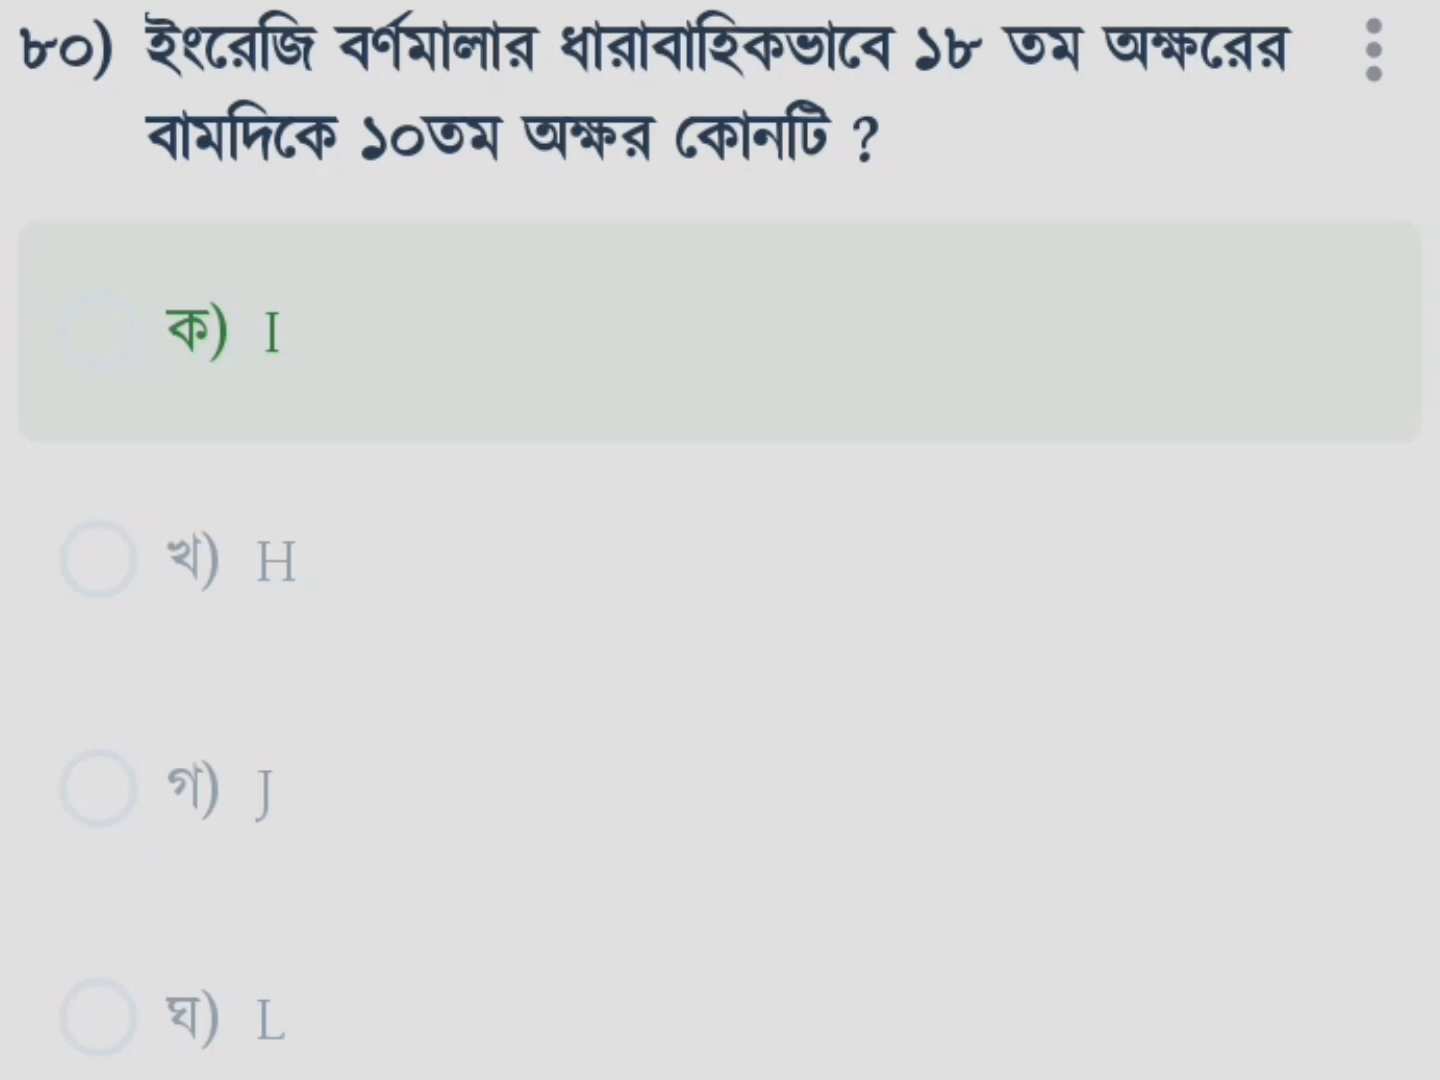 ৮০) ইংরেজি বর্ণমালার ধারাবাহিকভাবে ১৮ তম অক্ষরের
বামদিকে ১০তম অক্ষর কোনটি ?
ক) I
খ) H
গ) J
ঘ) L